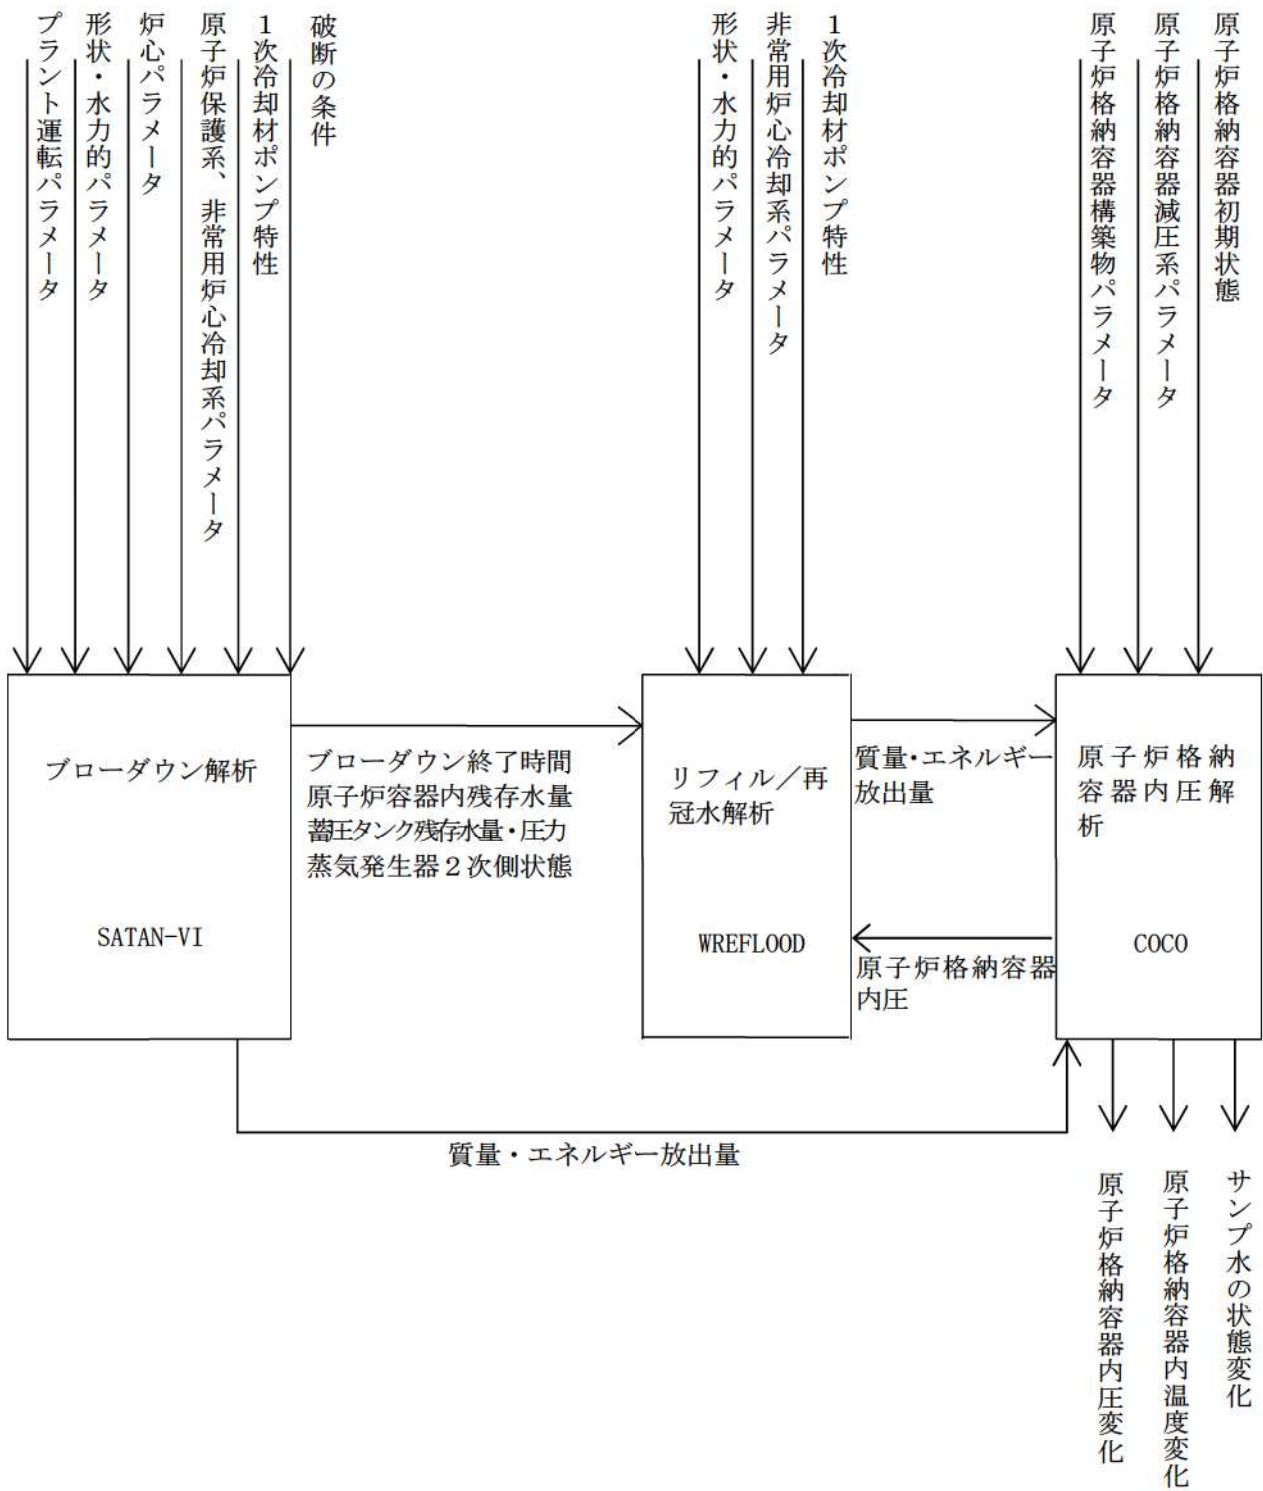 プラント運転パラメータ
形状・水力的パラメータ
炉心パラメータ
原子炉保護系、非常用炉心冷却系パラメータ
１次冷却材ポンプ特性
破断の条件
形状・水力的パラメータ
非常用炉心冷却系パラメータ
１次冷却材ポンプ特性
原子炉格納容器構築物パラメータ
原子炉格納容器減圧系パラメータ
原子炉格納容器初期状態
ブローダウン解析
SATAN-VI
ブローダウン終了時間
原子炉容器内残存水量
蓄圧タンク残存水量・圧力
蒸気発生器２次側状態
リフィル／再
冠水解析
WREFLOOD
質量・エネルギー
放出量
原子炉格納容器
内圧
原子炉格納
容器内圧解
析
COCO
質量・エネルギー放出量
原子炉格納容器内圧変化
原子炉格納容器内温度変化
サンプ水の状態変化